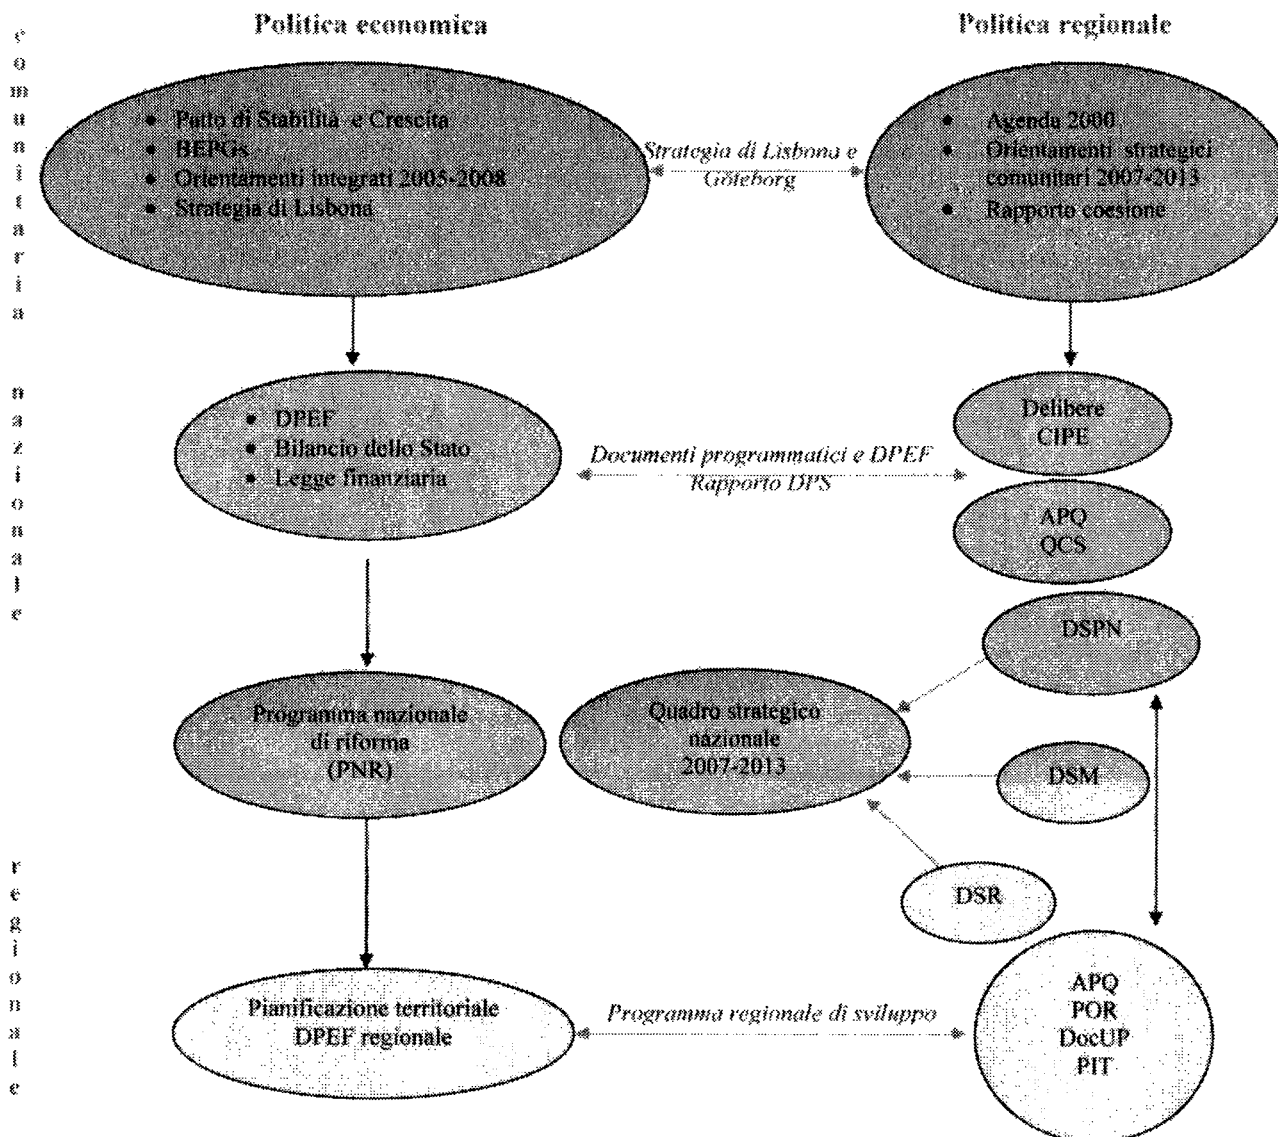 Politica economica
Politica regionale
comunitaria
• Patto di Stabilità e Crescita
• BEPGs
• Orientamenti integrati 2005-2008
• Strategia di Lisbona
Strategia di Lisbona e
Göteborg
• Agenda 2000
• Orientamenti strategici
comunitari 2007-2013
• Rapporto coesione
nazionale
• DPEF
• Bilancio dello Stato
• Legge finanziaria
Documenti programmatici e DPEF
Rapporto DPS
Delibere
CIPE
APQ
QCS
DSPN
Programma nazionale
di riforma
(PNR)
Quadro strategico
nazionale
2007-2013
DSM
regionale
DSR
Pianificazione territoriale
DPEF regionale
Programma regionale di sviluppo
APQ
POR
DocUP
PIT